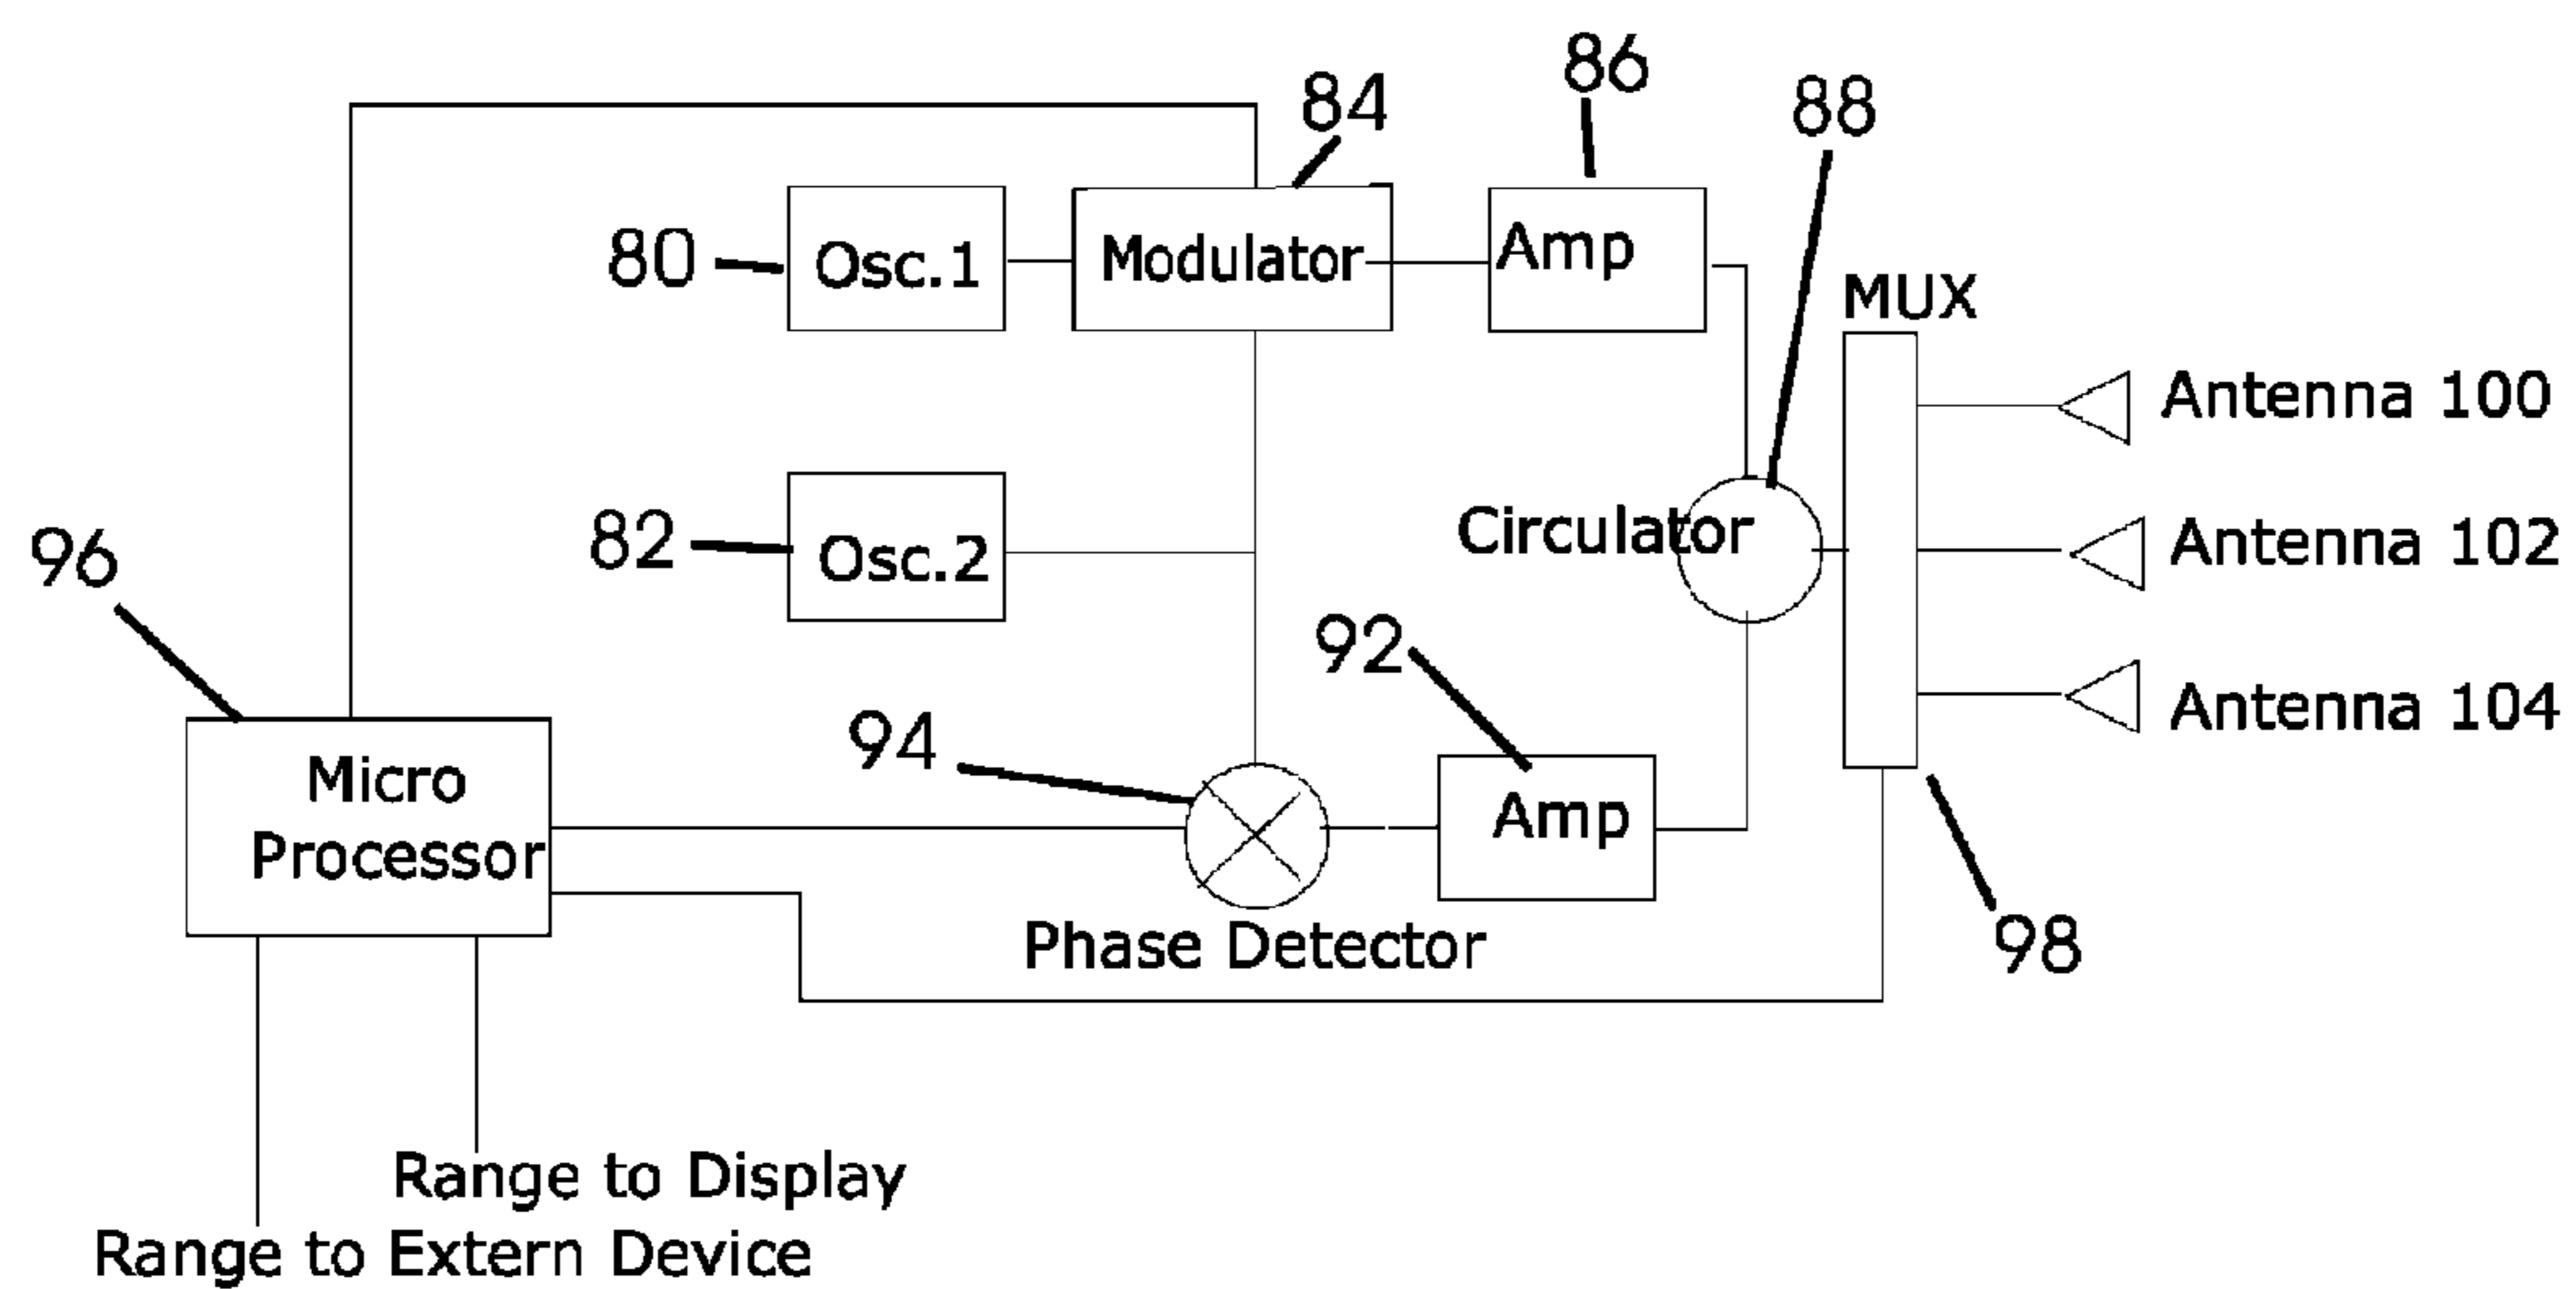 86
84
88
80
Osc.1
Modulator
Amp
MUX
Antenna 100
96
82
Osc.2
Circulator
Antenna 102
92
Antenna 104
94
Micro
Processor
Amp
Phase Detector
98
Range to Display
Range to Extern Device